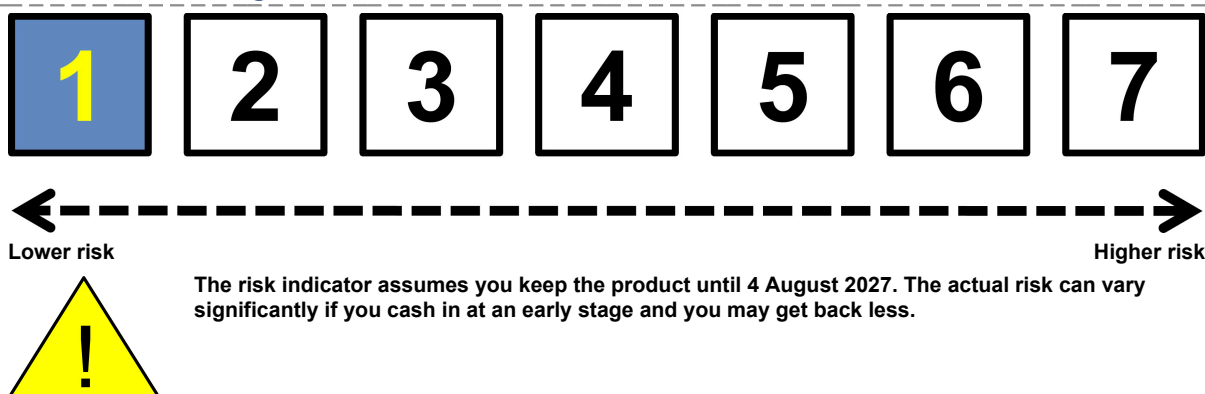 1 2 3 4 5 6 7
Lower risk Higher risk
The risk indicator assumes you keep the product until 4 August 2027. The actual risk can vary
significantly if you cash in at an early stage and you may get back less.
!